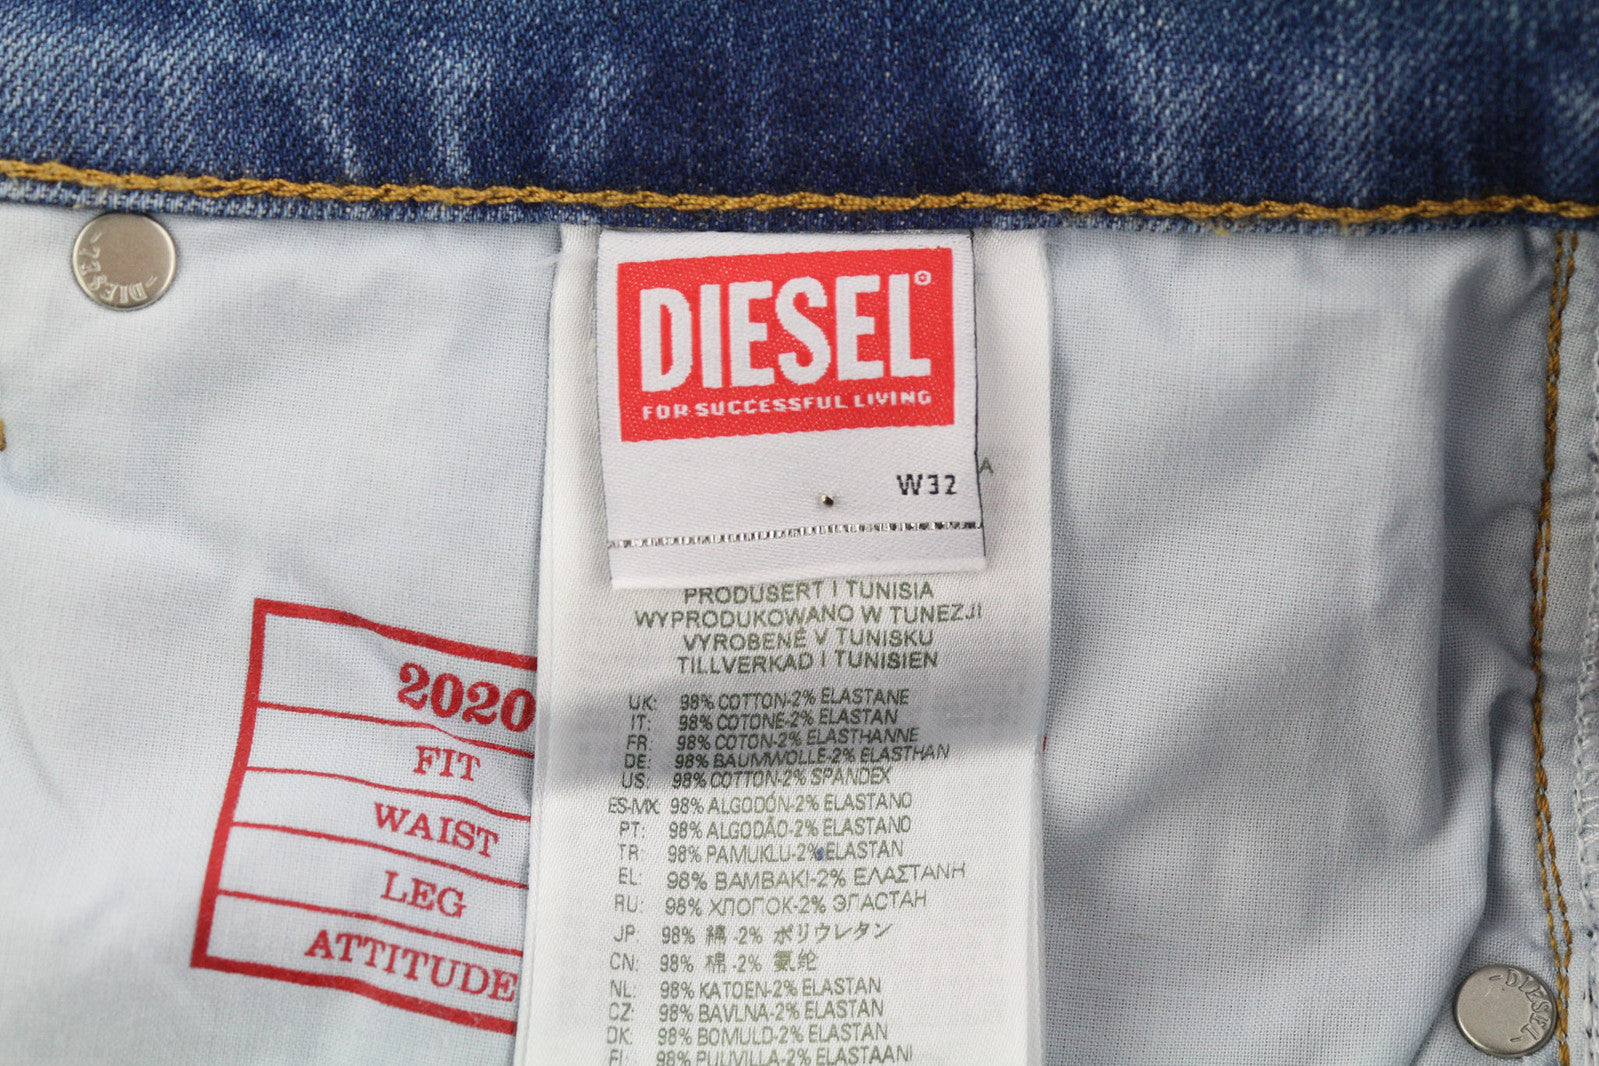 DIESEL®
FOR SUCCESSFUL LIVING
W32
A
PRODUSERT I TUNISIA
WYPRODUKOWANO W TUNEZJI
VYROBENÉ V TUNISKU
TILLVERKAD I TUNISIEN
UK: 98% COTTON-2% ELASTANE
IT: 98% COTONE-2% ELASTAN
FR: 98% COTON-2% ELASTHANNE
DE: 98% BAUMWOLLE-2% ELASTHAN
US: 98% COTTON-2% SPANDEX
ES-MX: 98% ALGODÓN-2% ELASTANO
PT: 98% ALGODÃO-2% ELASTANO
TR: 98% PAMUKLU-2% ELASTAN
EL: 98% ΒΑΜΒΑΚΙ-2% ΕΛΑΣΤΑΝΗ
RU: 98% ХЛОПОК-2% ЭЛАСТАН
JP: 98% 綿 -2% ポリウレタン
CN: 98% 棉 -2% 氨纶
NL: 98% KATOEN-2% ELASTAN
CZ: 98% BAVLNA-2% ELASTAN
DK: 98% BOMULD-2% ELASTAN
FI: 98% PUUVILLA-2% ELASTAANI
2020
FIT
WAIST
LEG
ATTITUDE
DIESEL
DIESEL